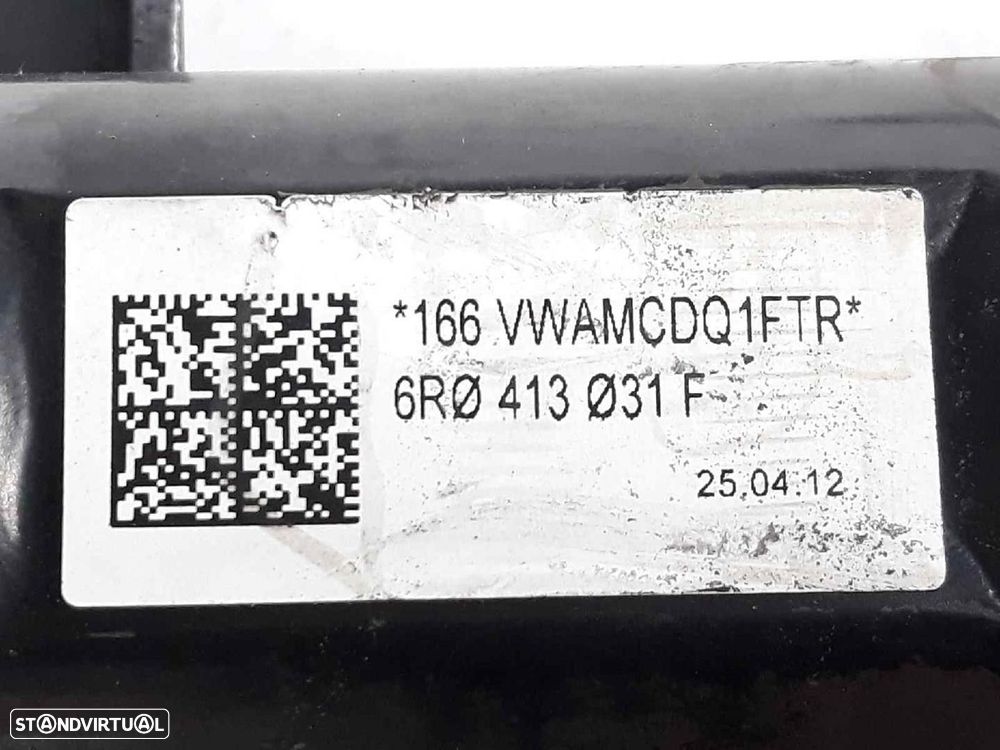 *166 VWAMCDQ1FTR*
6RØ 413 Ø31 F
25.04.12
STANDVIRTUAL